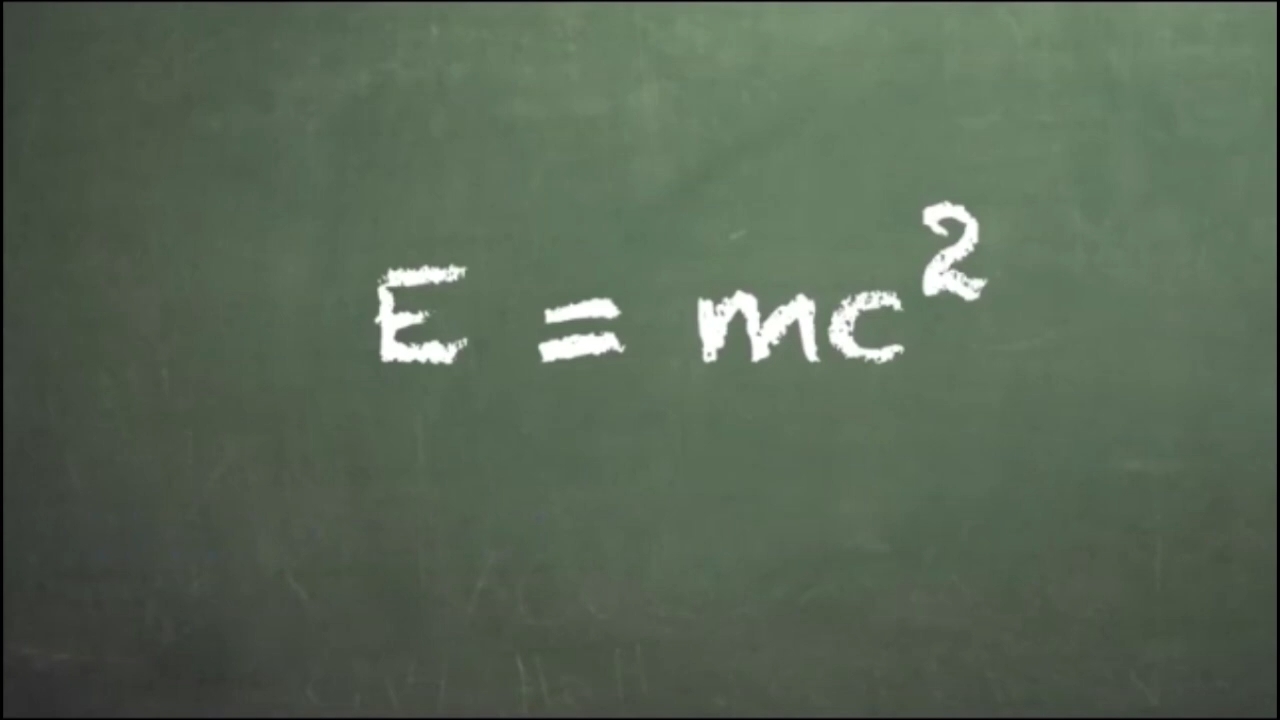 E = mc²